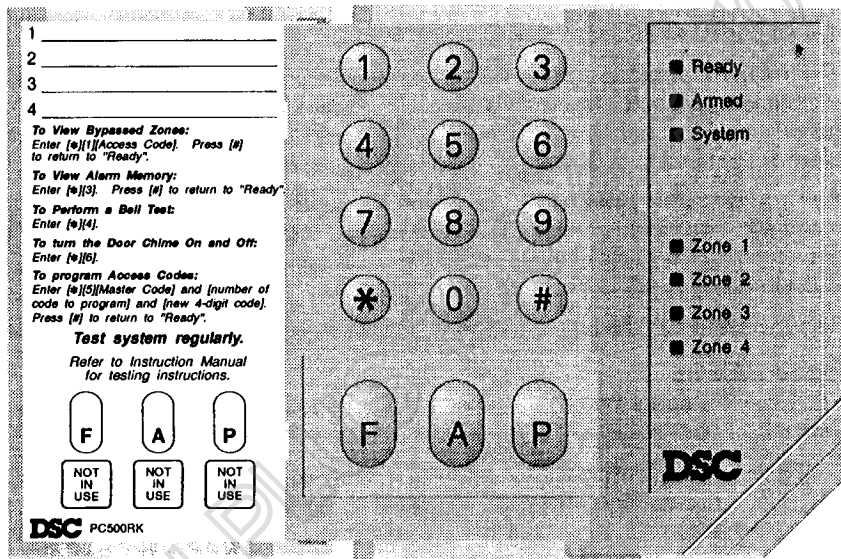 1
2
3
4
To View Bypassed Zones:
Enter [*][1][Access Code]. Press [#]
to return to "Ready".
To View Alarm Memory:
Enter [*][3]. Press [#] to return to "Ready".
To Perform a Bell Test:
Enter [*][4].
To turn the Door Chime On and Off:
Enter [*][6].
To program Access Codes:
Enter [*][5][Master Code] and [number of
code to program] and [new 4-digit code].
Press [#] to return to "Ready".
Test system regularly.
Refer to Instruction Manual
for testing instructions.
F A P
NOT IN USE
NOT IN USE
NOT IN USE
DSC PC500RK
1 2 3
4 5 6
7 8 9
* 0 #
F A P
Ready
Armed
System
Zone 1
Zone 2
Zone 3
Zone 4
DSC